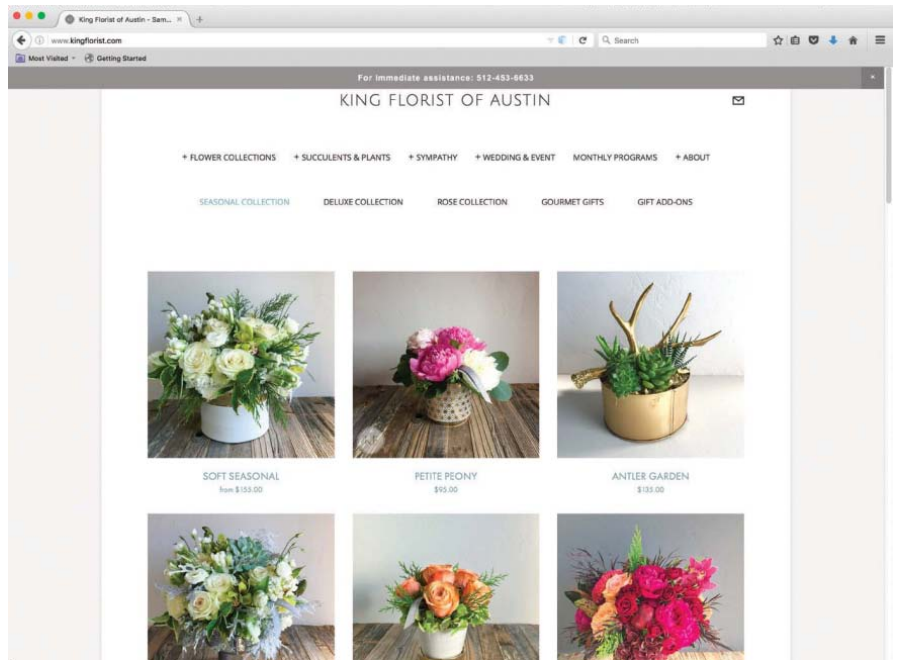 King Florist of Austin - Sem...
www.kingflorist.com
Search
Most Visited
Getting Started
For immediate assistance: 512-453-6633
KING FLORIST OF AUSTIN
+ FLOWER COLLECTIONS + SUCCULENTS & PLANTS + SYMPATHY + WEDDING & EVENT MONTHLY PROGRAMS + ABOUT
SEASONAL COLLECTION DELUXE COLLECTION ROSE COLLECTION GOURMET GIFTS GIFT ADD-ONS
SOFT SEASONAL PETITE PEONY ANTLER GARDEN
from $155.00 $95.00 $135.00